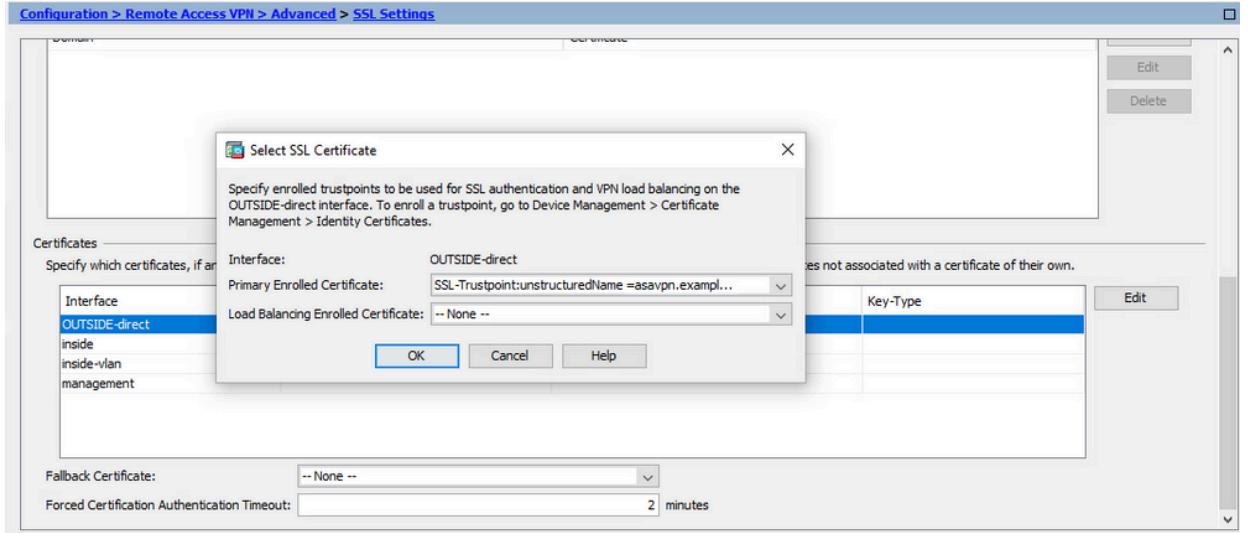 Configuration > Remote Access VPN > Advanced > SSL Settings
Domain Certificate
Edit
Delete
Select SSL Certificate
Specify enrolled trustpoints to be used for SSL authentication and VPN load balancing on the
OUTSIDE-direct interface. To enroll a trustpoint, go to Device Management > Certificate
Management > Identity Certificates.
Interface: OUTSIDE-direct
Primary Enrolled Certificate: SSL-Trustpoint:unstructuredName =asavpn.exampl...
Load Balancing Enrolled Certificate: -- None --
OK Cancel Help
Certificates
Specify which certificates, if an es not associated with a certificate of their own.
Interface Key-Type Edit
OUTSIDE-direct
inside
inside-vlan
management
Fallback Certificate: -- None --
Forced Certification Authentication Timeout: 2 minutes